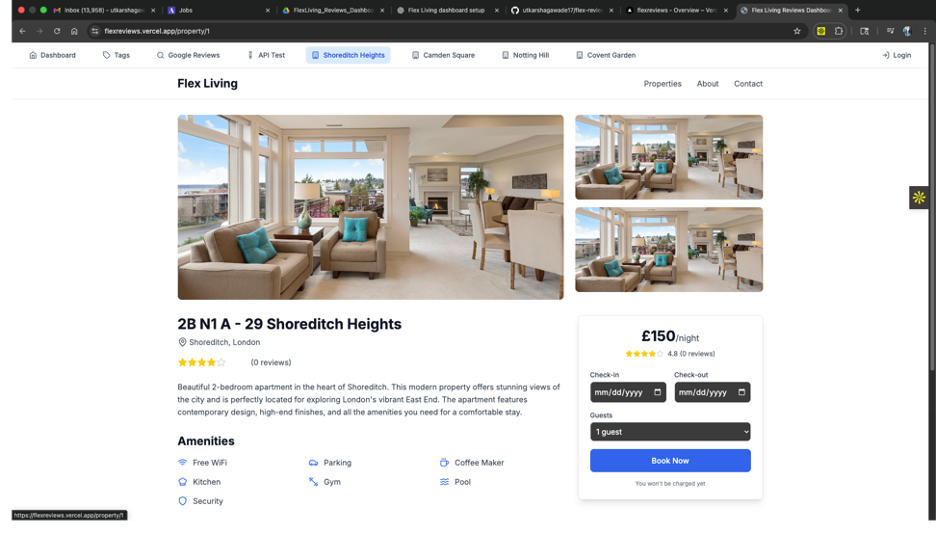 Inbox (13,958) - utkarshagaw
Jobs
FlexLiving_Reviews_Dashbo
Flex Living dashboard setup
utkarshagawade17/flex-revie
flexreviews – Overview – Ver
Flex Living Reviews Dashboa
flexreviews.vercel.app/property/1
Dashboard
Tags
Google Reviews
API Test
Shoreditch Heights
Camden Square
Notting Hill
Covent Garden
Login
Flex Living
Properties
About
Contact
2B N1 A - 29 Shoreditch Heights
Shoreditch, London
(0 reviews)
Beautiful 2-bedroom apartment in the heart of Shoreditch. This modern property offers stunning views of
the city and is perfectly located for exploring London's vibrant East End. The apartment features
contemporary design, high-end finishes, and all the amenities you need for a comfortable stay.
Amenities
Free WiFi
Parking
Coffee Maker
Kitchen
Gym
Pool
Security
£150/night
4.8 (0 reviews)
Check-in
Check-out
mm/dd/yyyy
mm/dd/yyyy
Guests
1 guest
Book Now
You won't be charged yet
https://flexreviews.vercel.app/property/1